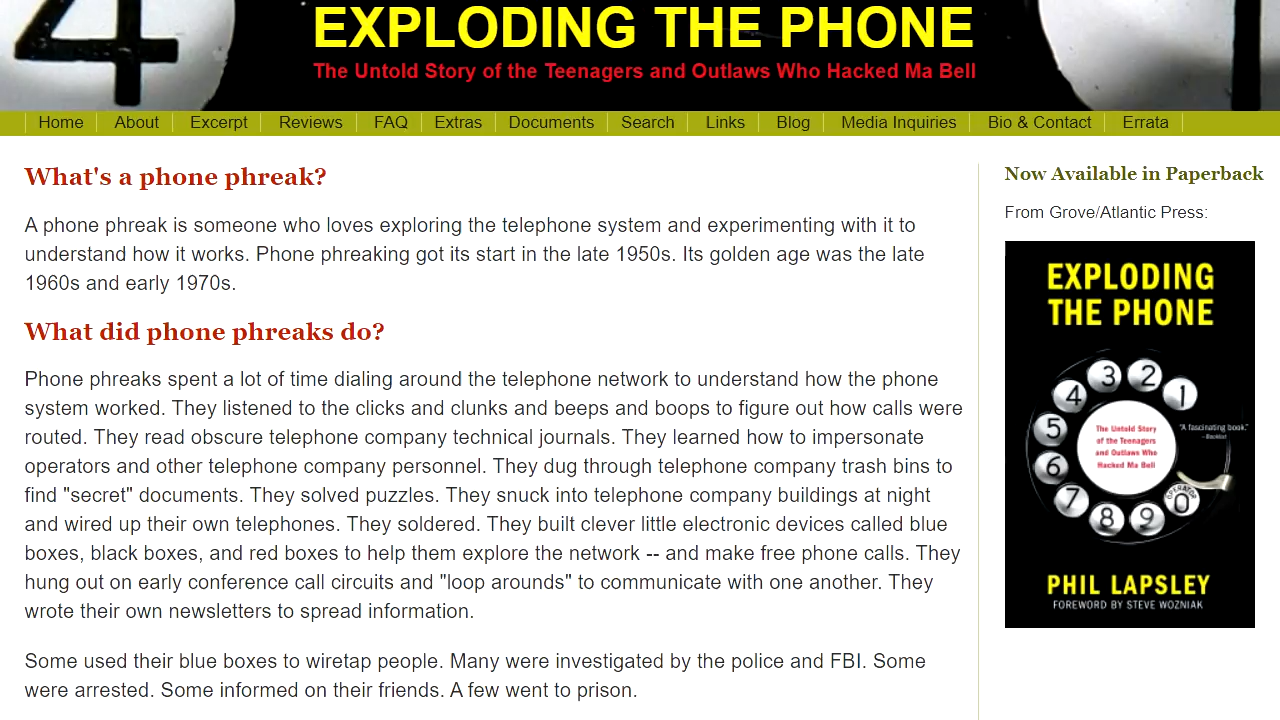 EXPLODING THE PHONE
The Untold Story of the Teenagers and Outlaws Who Hacked Ma Bell
4
1
Home About Excerpt Reviews FAQ Extras Documents Search Links Blog Media Inquiries Bio & Contact Errata
What's a phone phreak?
A phone phreak is someone who loves exploring the telephone system and experimenting with it to
understand how it works. Phone phreaking got its start in the late 1950s. Its golden age was the late
1960s and early 1970s.
What did phone phreaks do?
Phone phreaks spent a lot of time dialing around the telephone network to understand how the phone
system worked. They listened to the clicks and clunks and beeps and boops to figure out how calls were
routed. They read obscure telephone company technical journals. They learned how to impersonate
operators and other telephone company personnel. They dug through telephone company trash bins to
find "secret" documents. They solved puzzles. They snuck into telephone company buildings at night
and wired up their own telephones. They soldered. They built clever little electronic devices called blue
boxes, black boxes, and red boxes to help them explore the network -- and make free phone calls. They
hung out on early conference call circuits and "loop arounds" to communicate with one another. They
wrote their own newsletters to spread information.
Some used their blue boxes to wiretap people. Many were investigated by the police and FBI. Some
were arrested. Some informed on their friends. A few went to prison.
Now Available in Paperback
From Grove/Atlantic Press:
EXPLODING
THE PHONE
1
2
3
4
5
6
7
8
9
OPERATOR
0
The Untold Story
of the Teenagers
and Outlaws Who
Hacked Ma Bell
"A fascinating book."
—Booklist
PHIL LAPSLEY
FOREWORD BY STEVE WOZNIAK